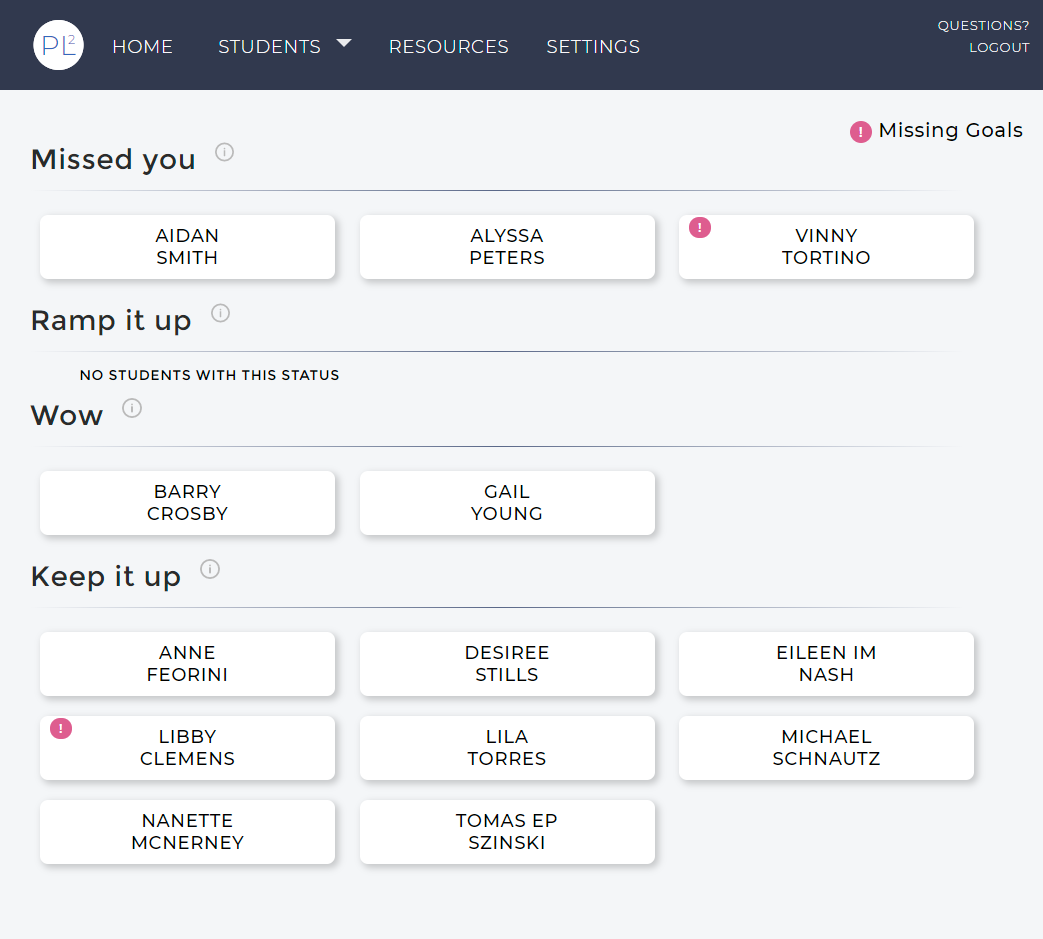 PL2
HOME
STUDENTS
RESOURCES
SETTINGS
QUESTIONS?
LOGOUT
! Missing Goals
Missed you i
AIDAN
SMITH
ALYSSA
PETERS
!
VINNY
TORTINO
Ramp it up i
NO STUDENTS WITH THIS STATUS
Wow i
BARRY
CROSBY
GAIL
YOUNG
Keep it up i
ANNE
FEORINI
DESIREE
STILLS
EILEEN IM
NASH
!
LIBBY
CLEMENS
LILA
TORRES
MICHAEL
SCHNAUTZ
NANETTE
MCNERNEY
TOMAS EP
SZINSKI